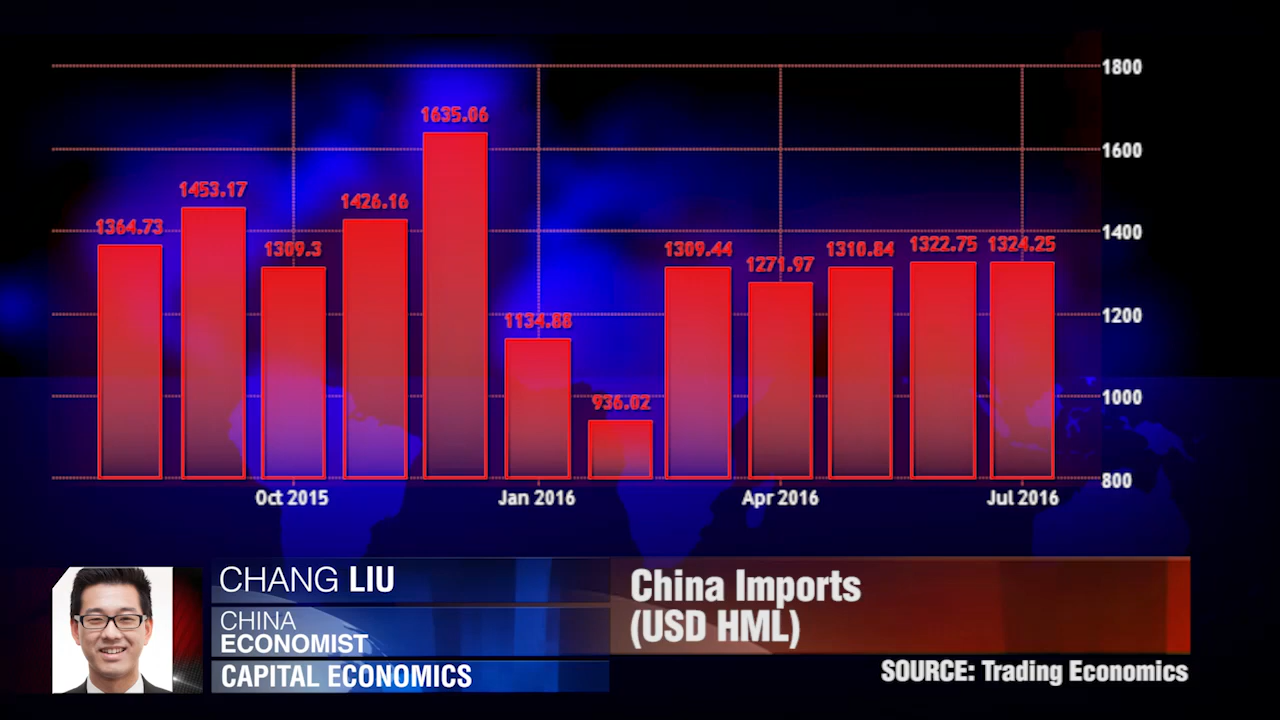 1800
1635.06
1600
1453.17
1426.16
1364.73
1309.3
1309.44
1271.97
1310.84
1322.75
1324.25
1400
1134.88
1200
936.02
1000
800
Oct 2015
Jan 2016
Apr 2016
Jul 2016
CHANG LIU
CHINA
ECONOMIST
CAPITAL ECONOMICS
China Imports
(USD HML)
SOURCE: Trading Economics